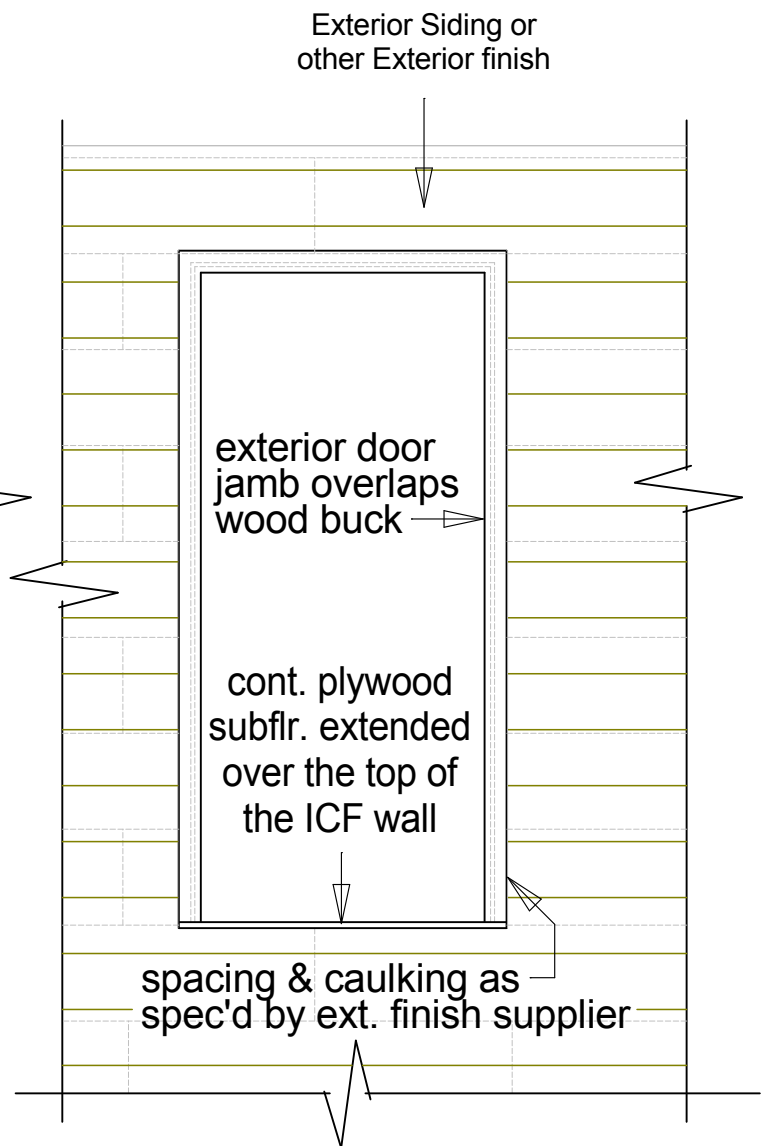 Exterior Siding or
other Exterior finish
exterior door
jamb overlaps
wood buck
cont. plywood
subflr. extended
over the top of
the ICF wall
spacing & caulking as
spec'd by ext. finish supplier